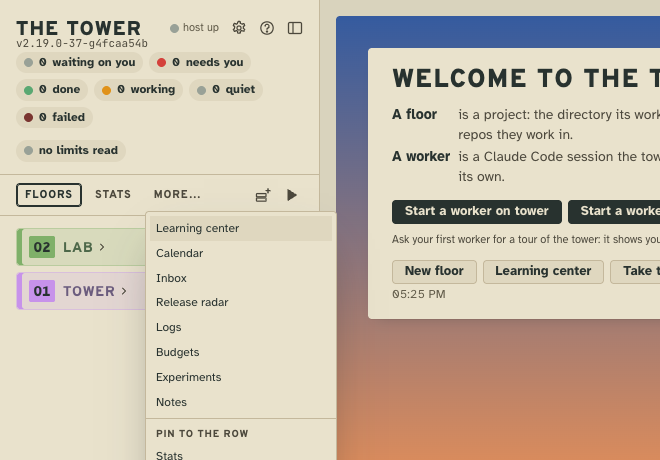 THE TOWER
host up
v2.19.0-37-g4fcaa54b
0 waiting on you
0 needs you
0 done
0 working
0 quiet
0 failed
no limits read
FLOORS
STATS
MORE...
02 LAB ›
01 TOWER ›
Learning center
Calendar
Inbox
Release radar
Logs
Budgets
Experiments
Notes
PIN TO THE ROW
Stats
WELCOME TO THE T
A floor is a project: the directory its work
repos they work in.
A worker is a Claude Code session the tow
its own.
Start a worker on tower
Start a worke
Ask your first worker for a tour of the tower: it shows you
New floor
Learning center
Take t
05:25 PM